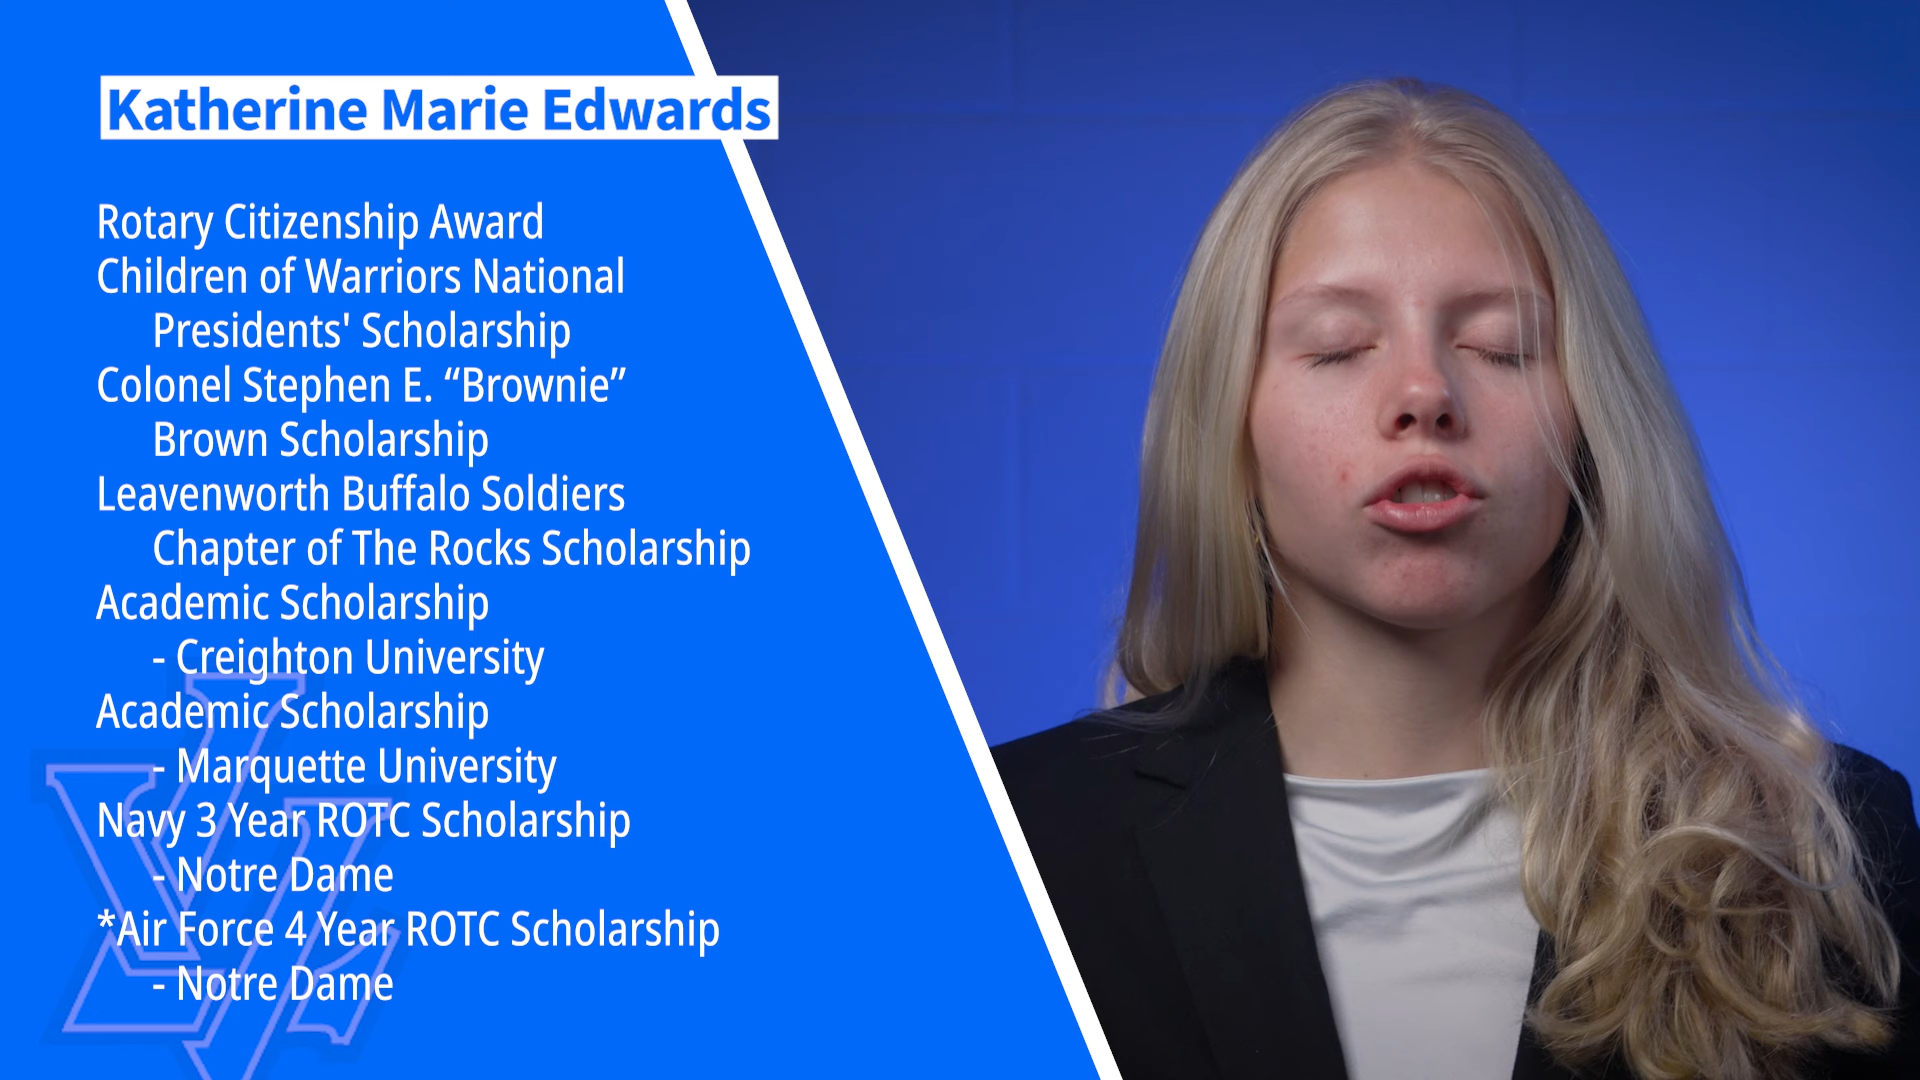 Katherine Marie Edwards
Rotary Citizenship Award
Children of Warriors National
Presidents' Scholarship
Colonel Stephen E. “Brownie”
Brown Scholarship
Leavenworth Buffalo Soldiers
Chapter of The Rocks Scholarship
Academic Scholarship
- Creighton University
Academic Scholarship
- Marquette University
Navy 3 Year ROTC Scholarship
- Notre Dame
*Air Force 4 Year ROTC Scholarship
- Notre Dame